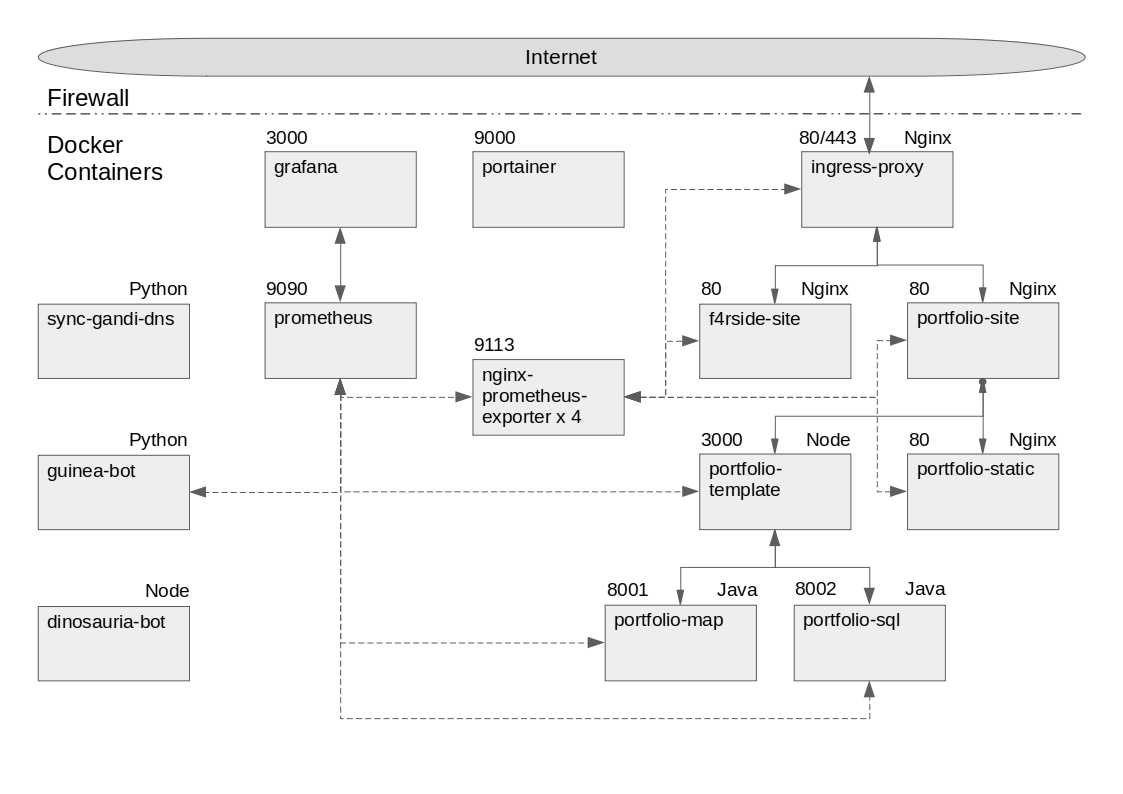 Internet
Firewall
Docker
Containers
3000
grafana
9000
portainer
80/443 Nginx
ingress-proxy
Python
sync-gandi-dns
9090
prometheus
9113
nginx-
prometheus-
exporter x 4
80 Nginx
f4rside-site
80 Nginx
portfolio-site
Python
guinea-bot
3000 Node
portfolio-
template
80 Nginx
portfolio-static
Node
dinosauria-bot
8001 Java
portfolio-map
8002 Java
portfolio-sql